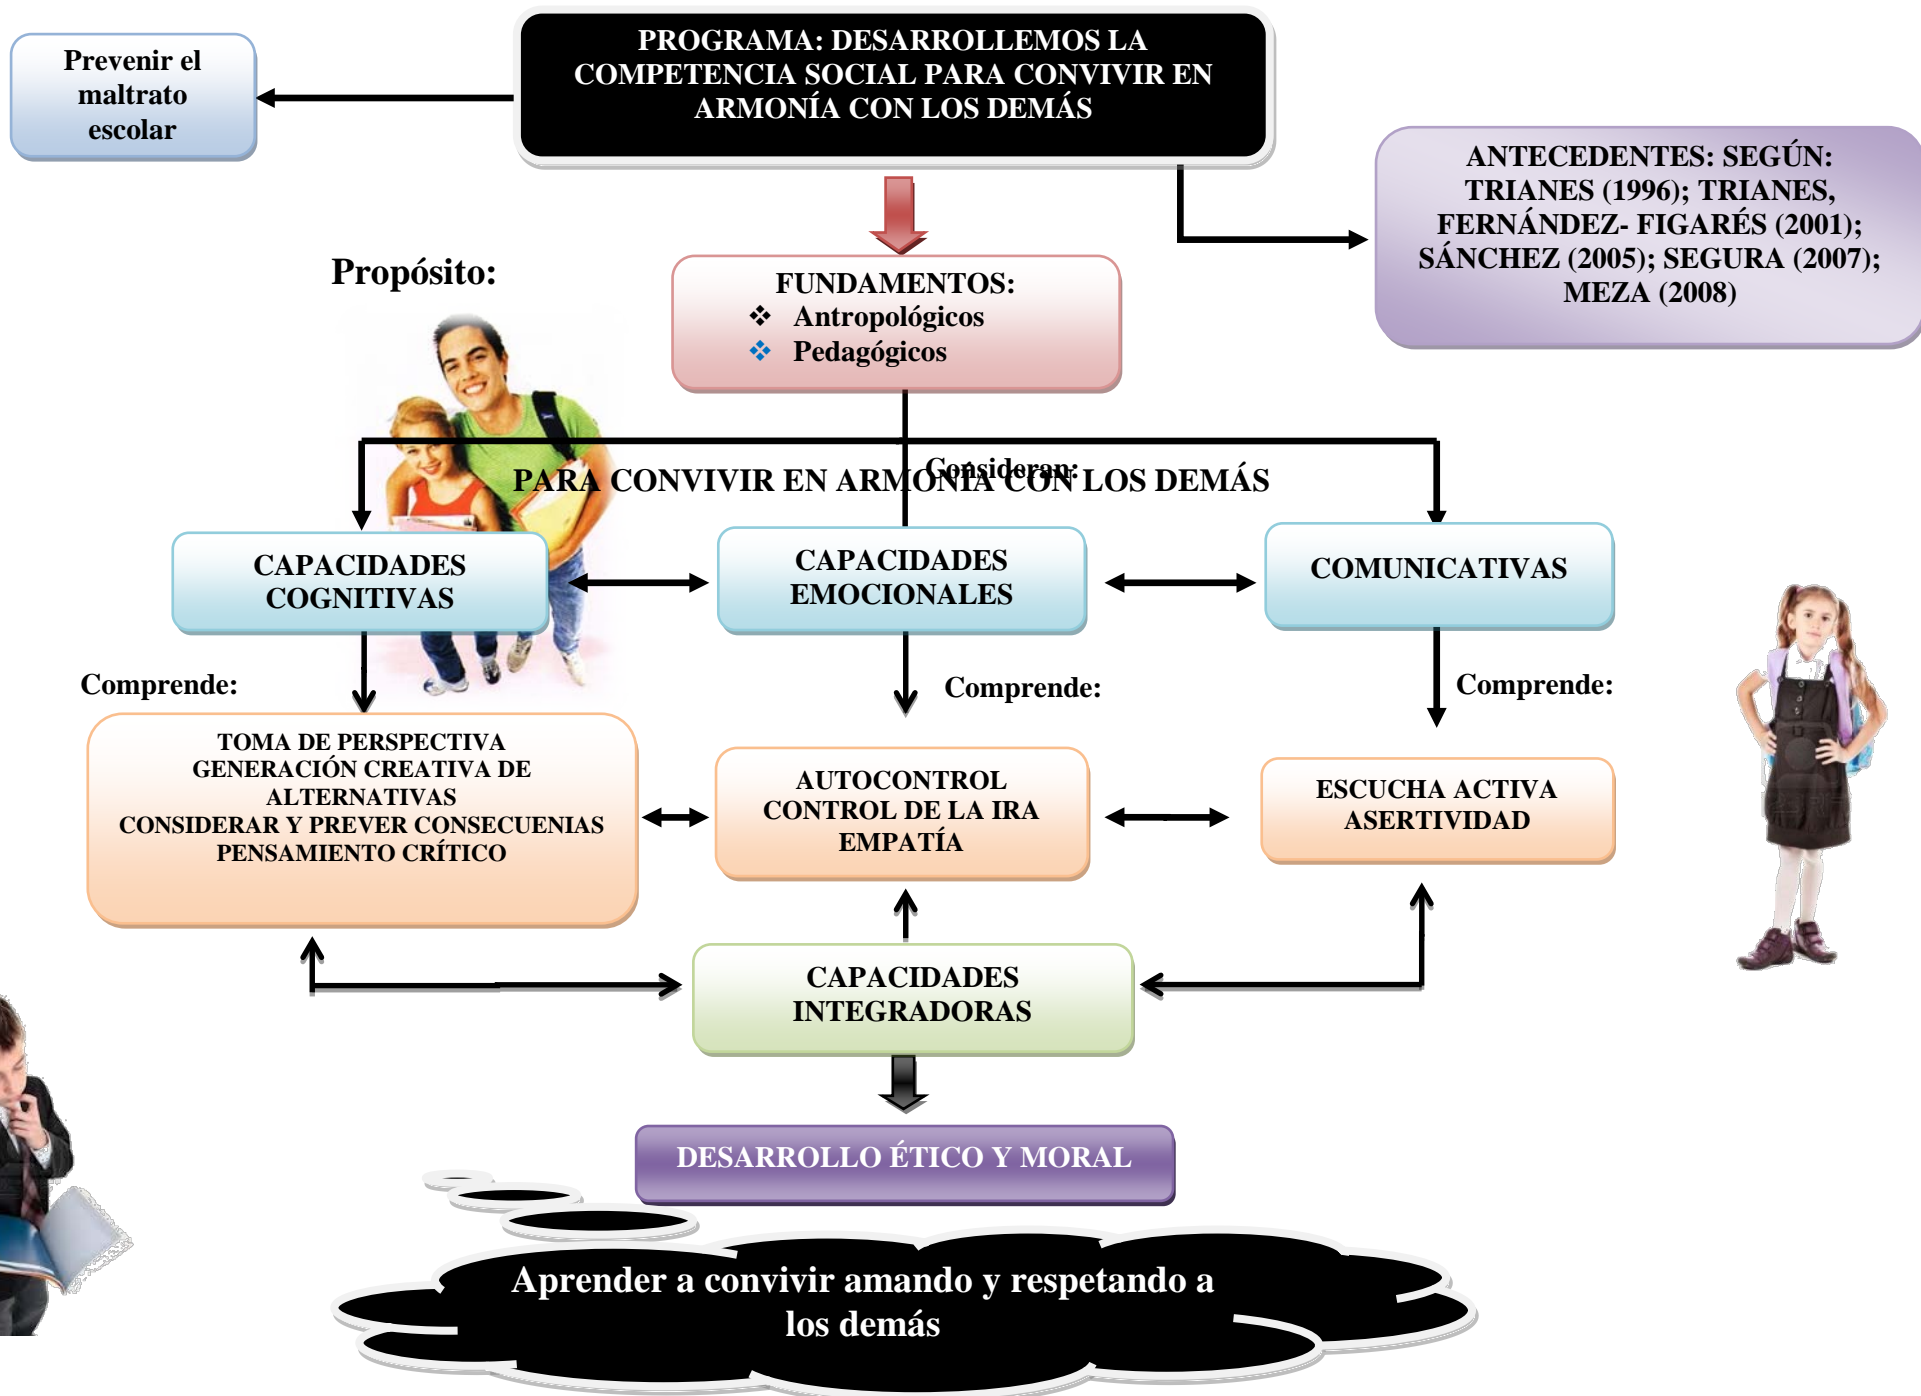 Prevenir el
maltrato
escolar
PROGRAMA: DESARROLLEMOS LA
COMPETENCIA SOCIAL PARA CONVIVIR EN
ARMONÍA CON LOS DEMÁS
ANTECEDENTES: SEGÚN:
TRIANES (1996); TRIANES,
FERNÁNDEZ- FIGARÉS (2001);
SÁNCHEZ (2005); SEGURA (2007);
MEZA (2008)
Propósito:
FUNDAMENTOS:
❖ Antropológicos
❖ Pedagógicos
Consideran:
PARA CONVIVIR EN ARMONÍA CON LOS DEMÁS
CAPACIDADES
COGNITIVAS
CAPACIDADES
EMOCIONALES
COMUNICATIVAS
Comprende:
Comprende:
Comprende:
TOMA DE PERSPECTIVA
GENERACIÓN CREATIVA DE
ALTERNATIVAS
CONSIDERAR Y PREVER CONSECUENIAS
PENSAMIENTO CRÍTICO
AUTOCONTROL
CONTROL DE LA IRA
EMPATÍA
ESCUCHA ACTIVA
ASERTIVIDAD
CAPACIDADES
INTEGRADORAS
DESARROLLO ÉTICO Y MORAL
Aprender a convivir amando y respetando a
los demás